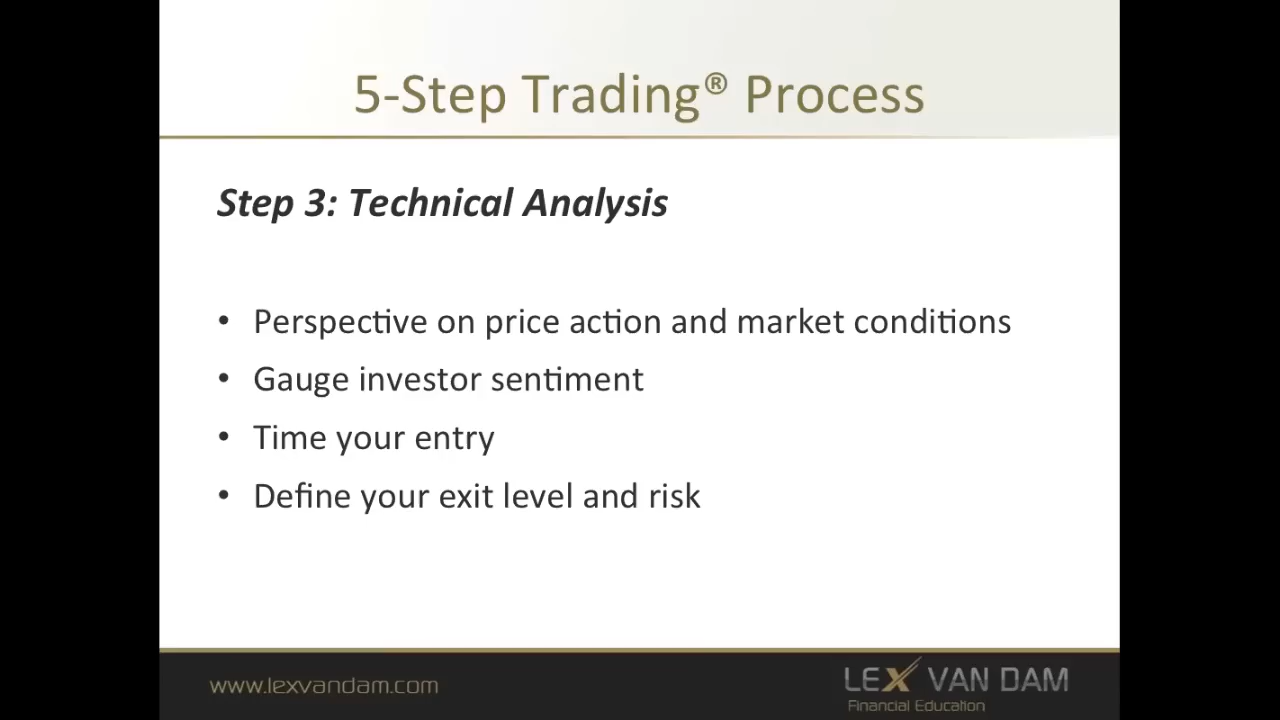 5-Step Trading® Process
Step 3: Technical Analysis
• Perspective on price action and market conditions
• Gauge investor sentiment
• Time your entry
• Define your exit level and risk
www.lexvandam.com
LEX VAN DAM
Financial Education